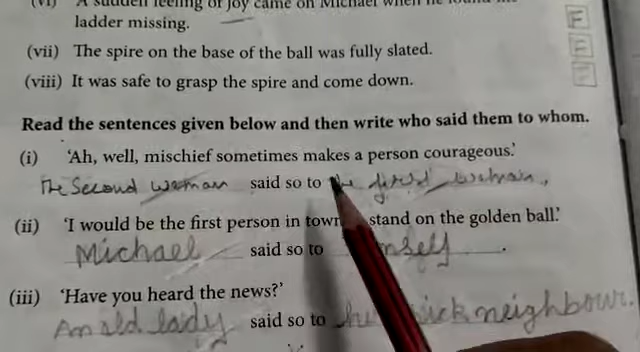 (vi) A sudden feeling of joy came on Michael when he found
ladder missing.
F
(vii) The spire on the base of the ball was fully slated.
F
(viii) It was safe to grasp the spire and come down.
F
Read the sentences given below and then write who said them to whom.
(i) 'Ah, well, mischief sometimes makes a person courageous.'
The Second woman said so to the first woman.
(ii) 'I would be the first person in town stand on the golden ball.'
Michael said so to
(iii) 'Have you heard the news?'
An old lady said so to her sick neighbour.